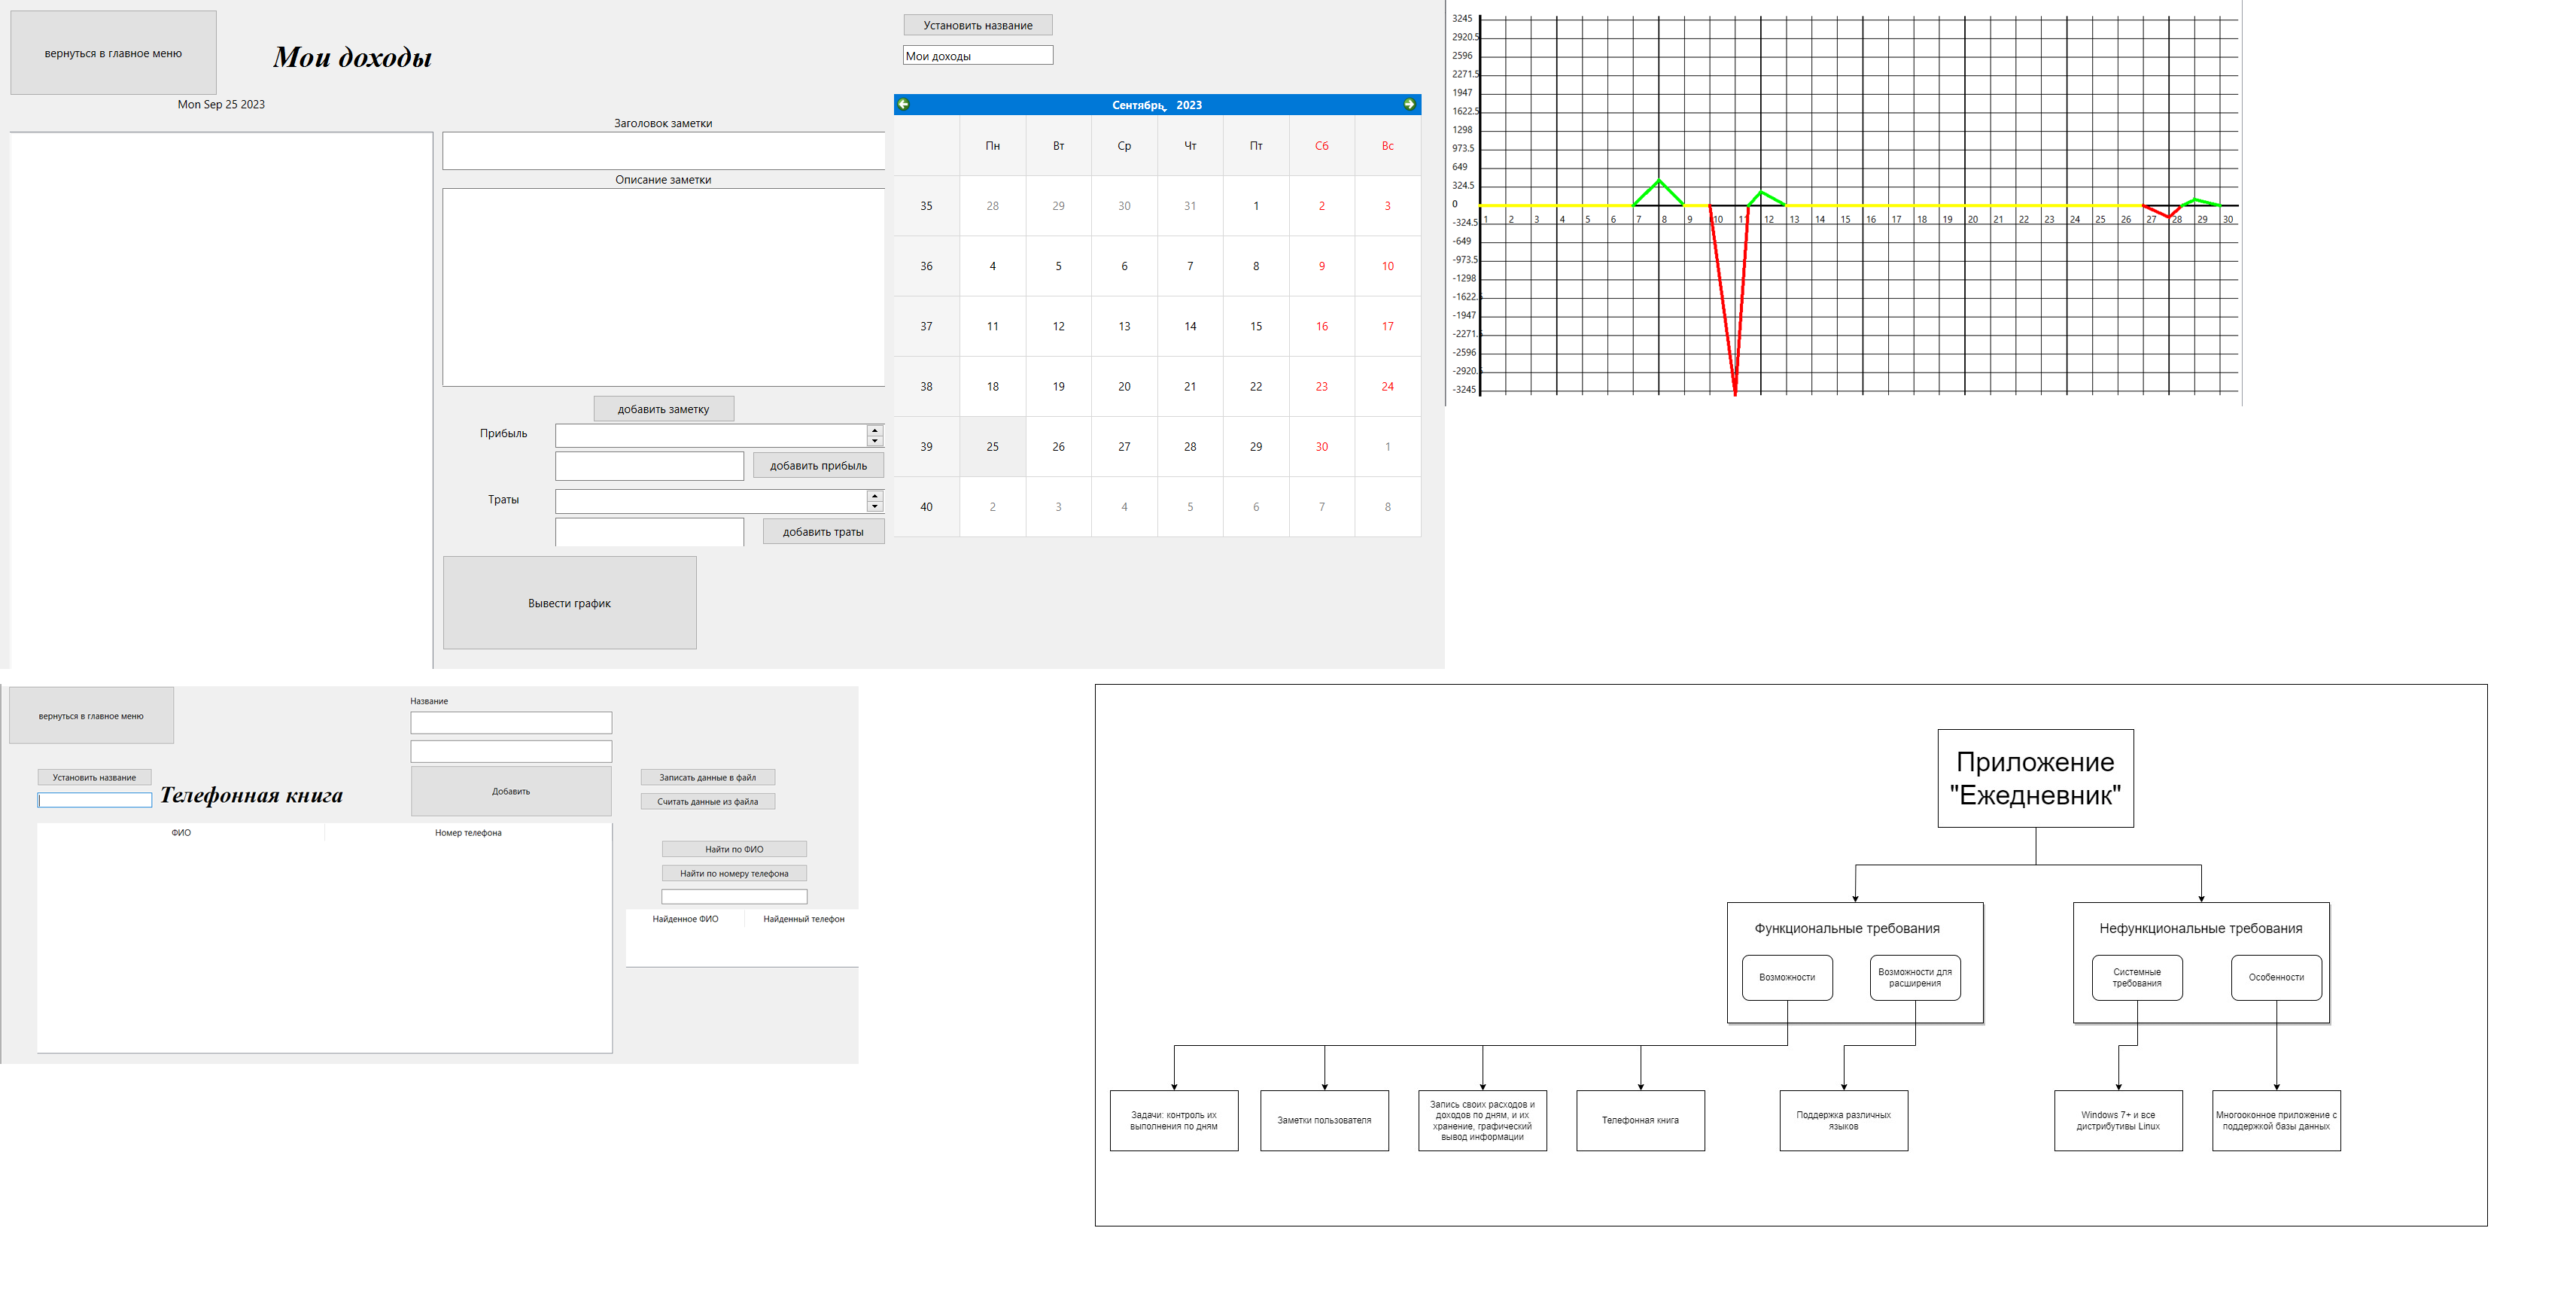 вернуться в главное меню
Мои доходы
Mon Sep 25 2023
Заголовок заметки
Описание заметки
добавить заметку
Прибыль
добавить прибыль
Траты
добавить траты
Вывести график
Установить название
Мои доходы
Сентябрь 2023
Пн Вт Ср Чт Пт Сб Вс
35 28 29 30 31 1 2 3
36 4 5 6 7 8 9 10
37 11 12 13 14 15 16 17
38 18 19 20 21 22 23 24
39 25 26 27 28 29 30 1
40 2 3 4 5 6 7 8
3245
2920.5
2596
2271.5
1947
1622.5
1298
973.5
649
324.5
0
1 2 3 4 5 6 7 8 9 10 11 12 13 14 15 16 17 18 19 20 21 22 23 24 25 26 27 28 29 30
-324.5
-649
-973.5
-1298
-1622.5
-1947
-2271.5
-2596
-2920.5
-3245
вернуться в главное меню
Название
Установить название
Телефонная книга
Добавить
Записать данные в файл
Считать данные из файла
ФИО Номер телефона
Найти по ФИО
Найти по номеру телефона
Найденное ФИО Найденный телефон
Приложение
"Ежедневник"
Функциональные требования
Возможности
Возможности для
расширения
Нефункциональные требования
Системные
требования
Особенности
Задачи: контроль их
выполнения по дням
Заметки пользователя
Запись своих расходов и
доходов по дням, и их
хранение, графический
вывод информации
Телефонная книга
Поддержка различных
языков
Windows 7+ и все
дистрибутивы Linux
Многооконное приложение с
поддержкой базы данных